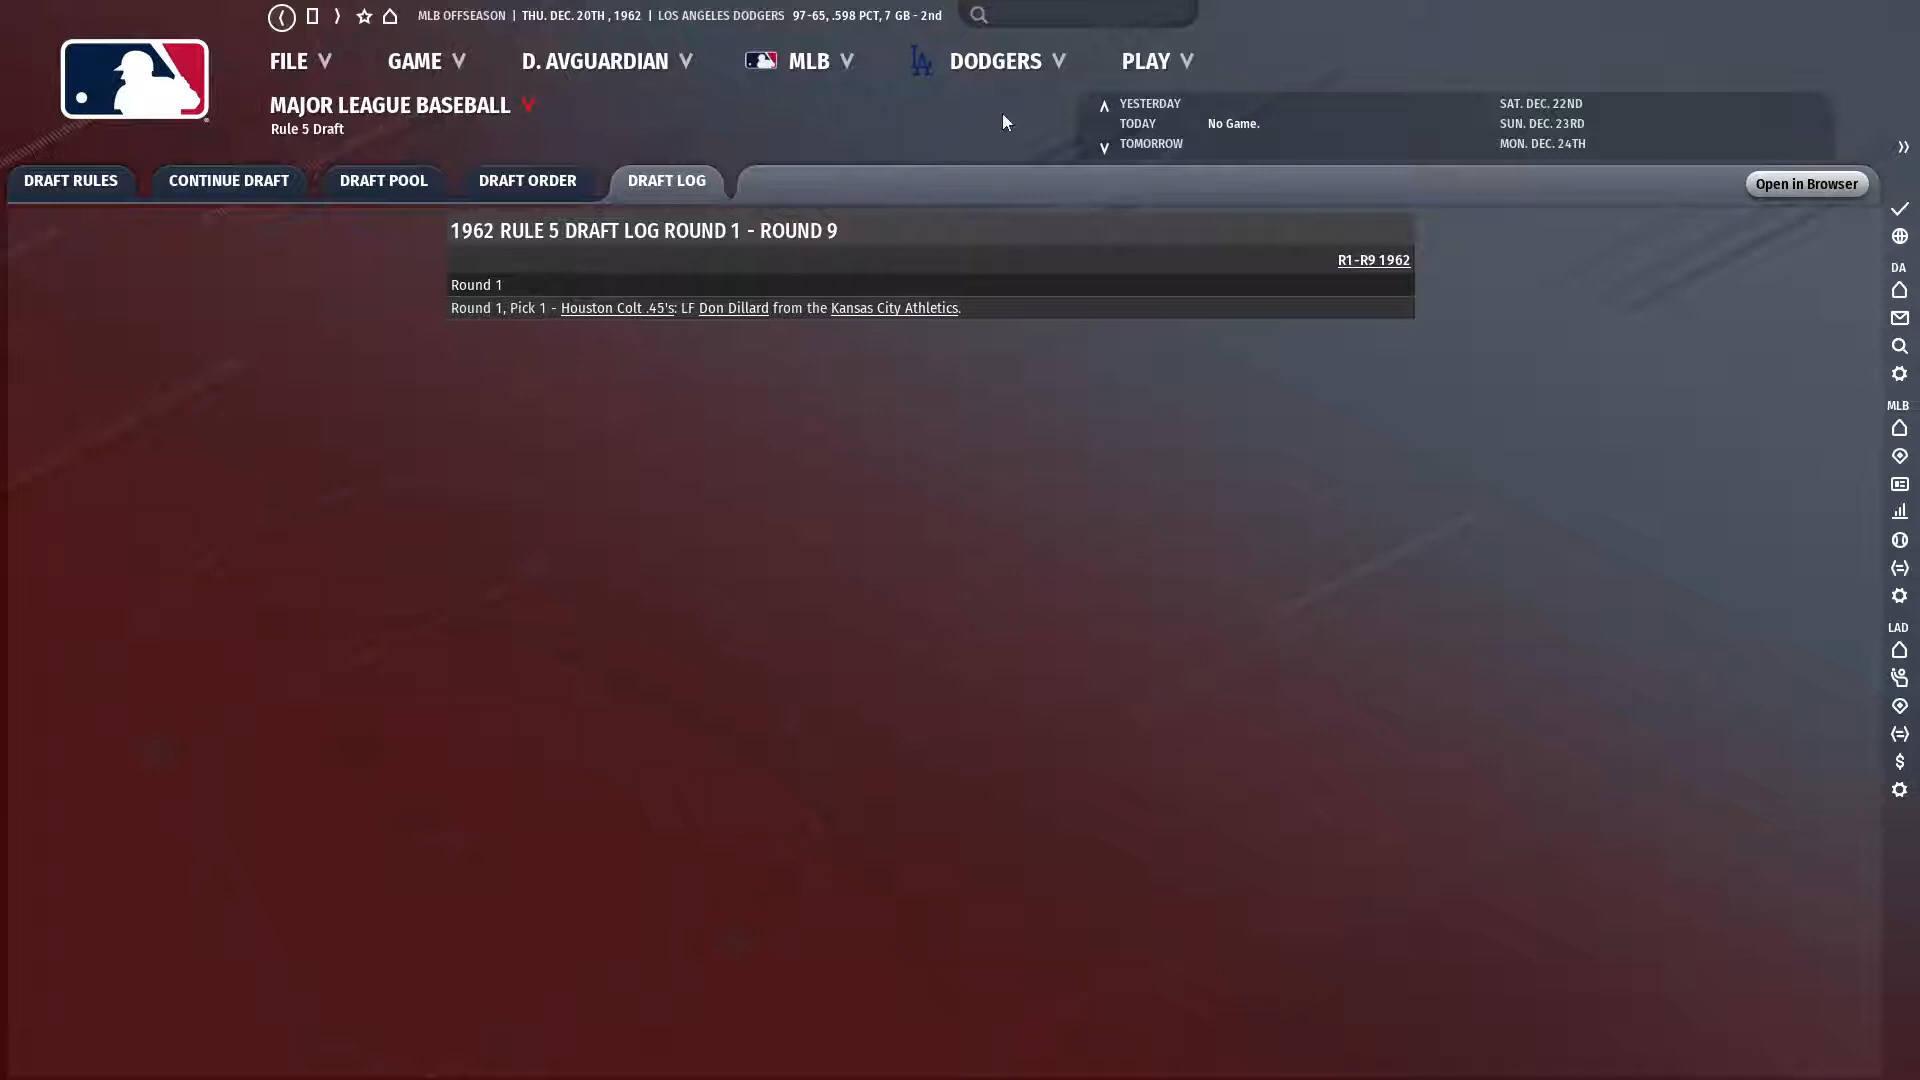 MLB OFFSEASON | THU. DEC. 20TH , 1962 | LOS ANGELES DODGERS 97-65, .598 PCT, 7 GB - 2nd
FILE GAME D. AVGUARDIAN MLB DODGERS PLAY
MAJOR LEAGUE BASEBALL
Rule 5 Draft
YESTERDAY SAT. DEC. 22ND
TODAY No Game. SUN. DEC. 23RD
TOMORROW MON. DEC. 24TH
DRAFT RULES CONTINUE DRAFT DRAFT POOL DRAFT ORDER DRAFT LOG Open in Browser
1962 RULE 5 DRAFT LOG ROUND 1 - ROUND 9
R1-R9 1962
Round 1
Round 1, Pick 1 - Houston Colt .45's: LF Don Dillard from the Kansas City Athletics.
DA
MLB
LAD